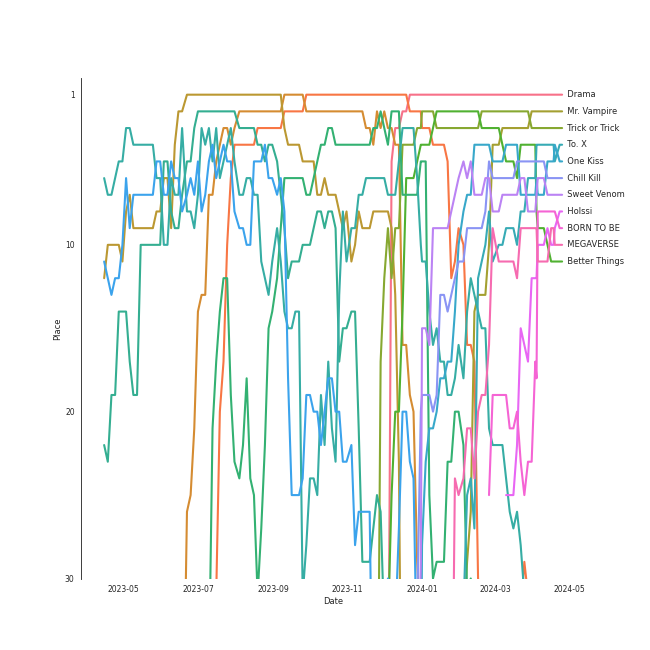 1
10
20
30
Place
2023-05
2023-07
2023-09
2023-11
2024-01
2024-03
2024-05
Date
Drama
Mr. Vampire
Trick or Trick
To. X
One Kiss
Chill Kill
Sweet Venom
Holssi
BORN TO BE
MEGAVERSE
Better Things